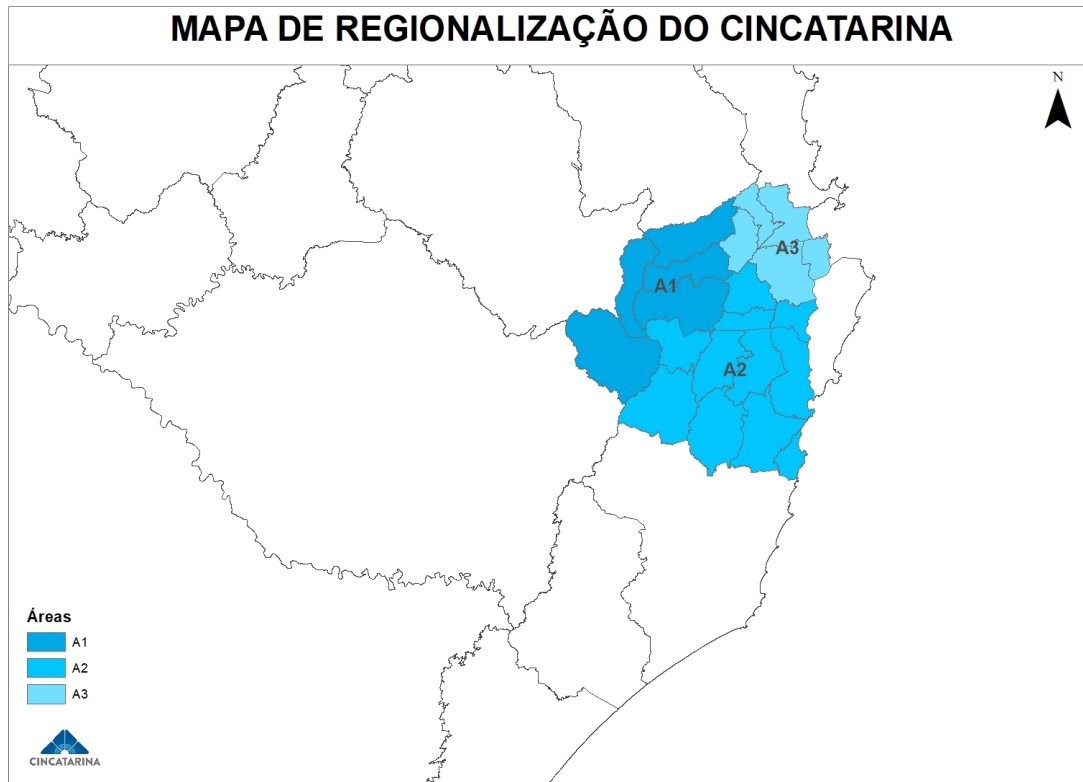 MAPA DE REGIONALIZAÇÃO DO CINCATARINA
N
A3
A1
A2
Áreas
A1
A2
A3
CINCATARINA